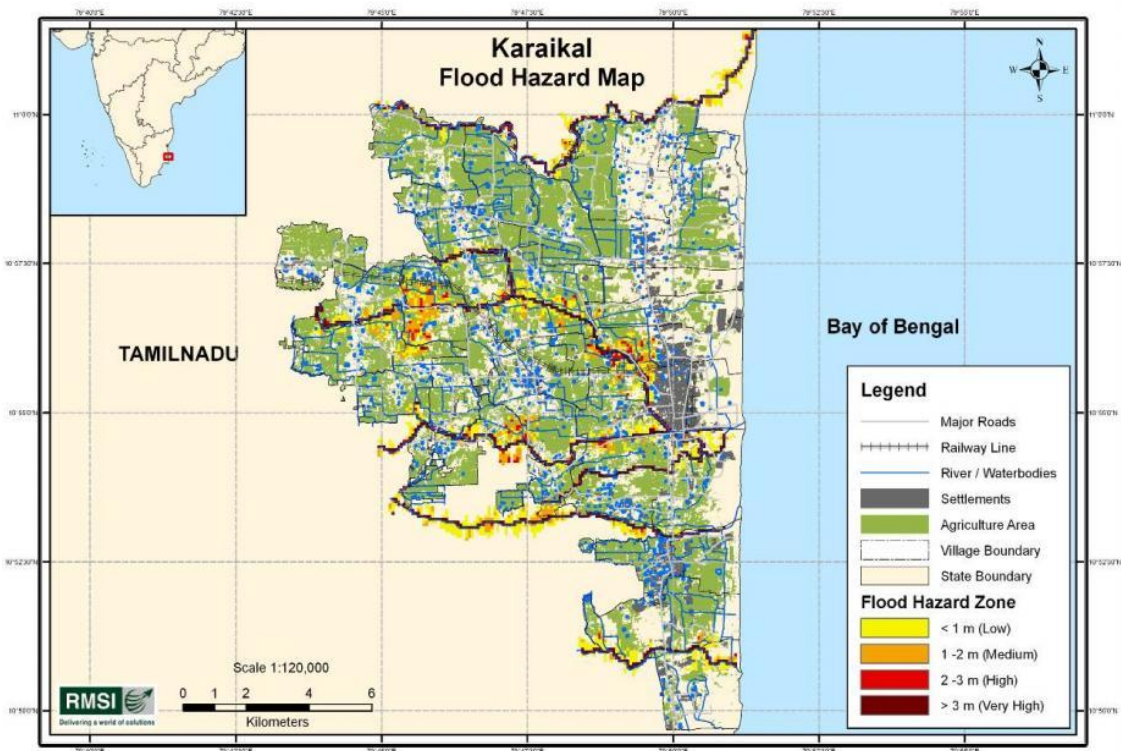 Karaikal
Flood Hazard Map
N
W E
S
TAMILNADU
Bay of Bengal
Legend
Major Roads
Railway Line
River / Waterbodies
Settlements
Agriculture Area
Village Boundary
State Boundary
Flood Hazard Zone
< 1 m (Low)
1 -2 m (Medium)
2 -3 m (High)
> 3 m (Very High)
Scale 1:120,000
0 1 2 4 6
Kilometers
RMSI
Delivering a world of solutions